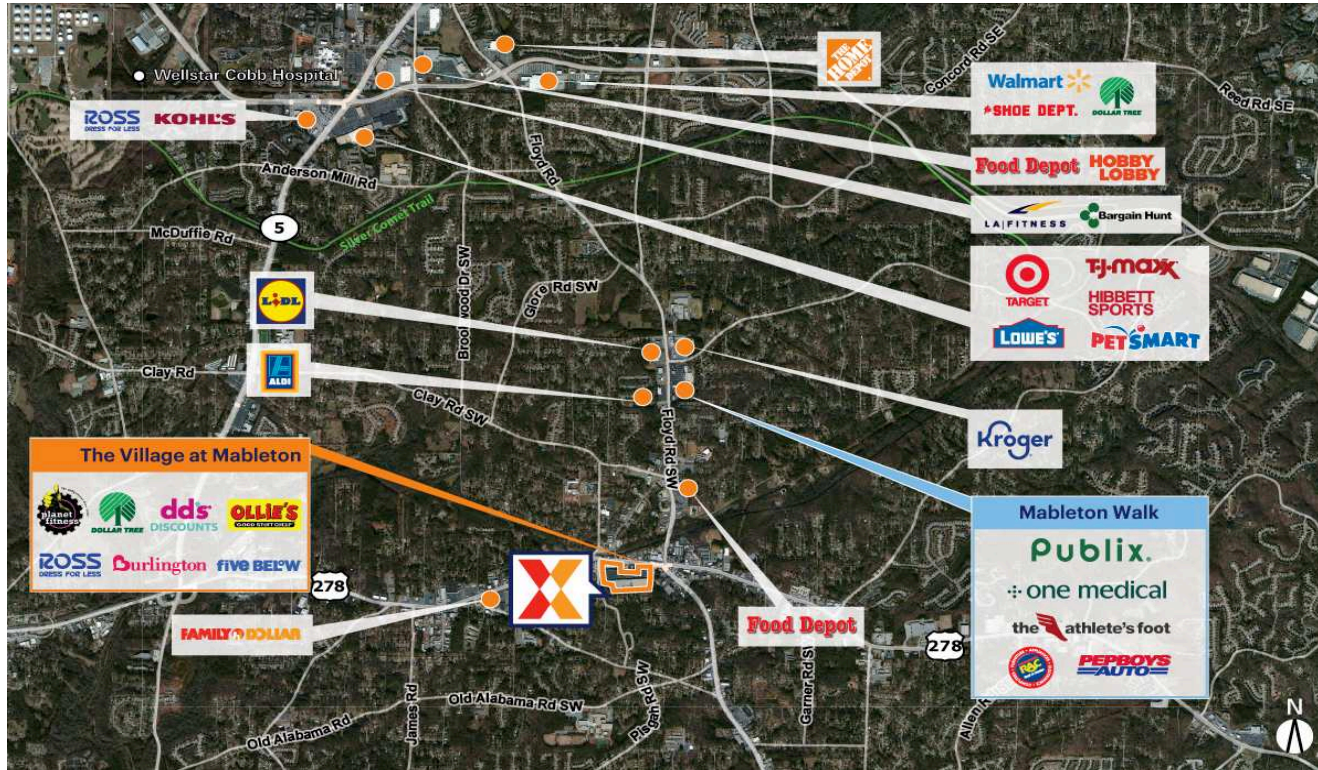 Wellstar Cobb Hospital
ROSS
DRESS FOR LESS
KOHL'S
THE HOME DEPOT
Concord Rd SE
Reed Rd SE
Walmart
SHOE DEPT.
DOLLAR TREE
Food Depot
HOBBY LOBBY
LA|FITNESS
Bargain Hunt
TARGET
T.J.maxx
HIBBETT SPORTS
LOWE'S
PETSMART
Anderson Mill Rd
Floyd Rd
5
Silver Comet Trail
McDuffie Rd
Brookwood Dr SW
Glore Rd SW
LiDL
ALDI
Clay Rd
Clay Rd SW
Floyd Rd SW
Kroger
The Village at Mableton
planet fitness
DOLLAR TREE
dd's DISCOUNTS
OLLIE'S
GOOD STUFF CHEAP
ROSS
DRESS FOR LESS
Burlington
five BELOW
278
FAMILY DOLLAR
Food Depot
278
Mableton Walk
Publix.
one medical
the athlete's foot
RAC
PEPBOYS
AUTO
James Rd
Old Alabama Rd
Old Alabama Rd SW
Pisgah Rd SW
Garner Rd SW
N